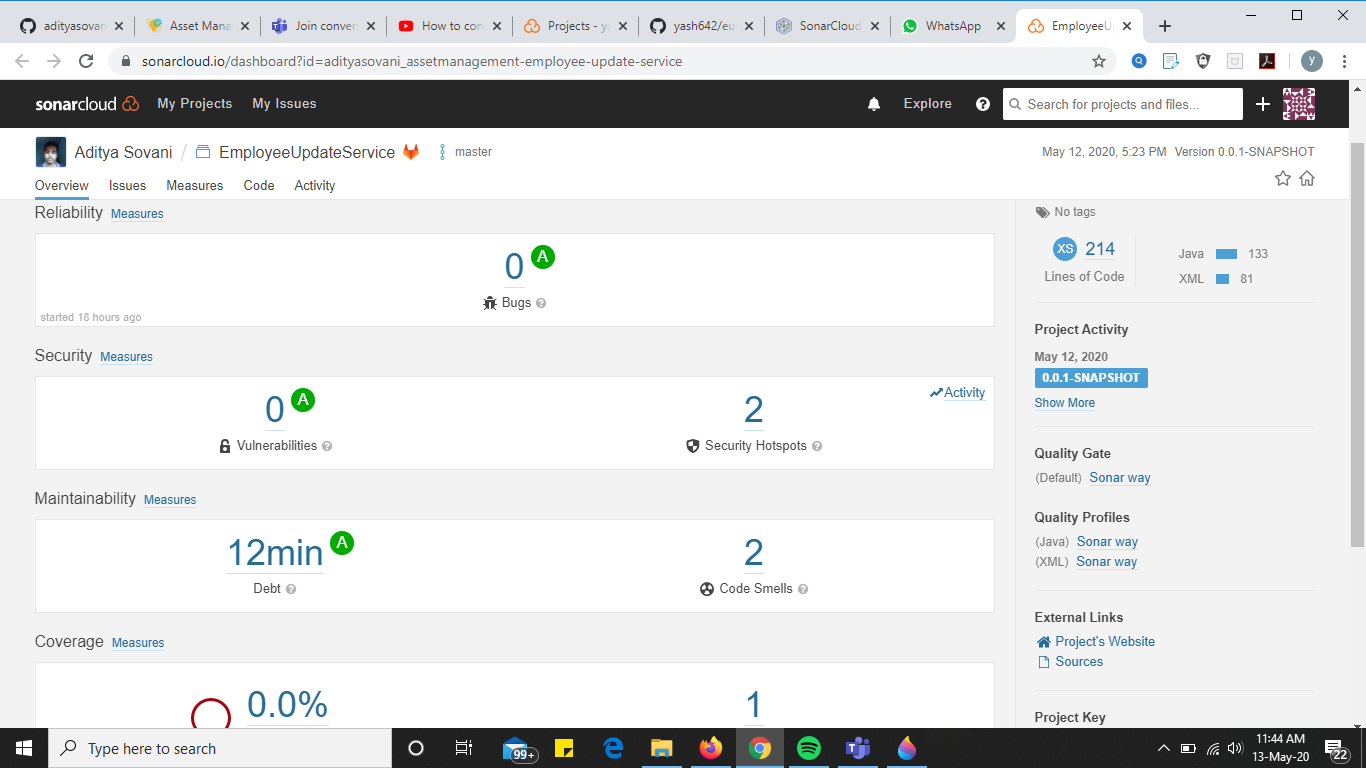 adityasovan
Asset Mana
Join conver
How to con
Projects - ya
yash642/eu
SonarCloud
WhatsApp
EmployeeU
sonarcloud.io/dashboard?id=adityasovani_assetmanagement-employee-update-service
y
sonarcloud My Projects My Issues
Explore
Search for projects and files...
Aditya Sovani / EmployeeUpdateService master
May 12, 2020, 5:23 PM Version 0.0.1-SNAPSHOT
Overview Issues Measures Code Activity
Reliability Measures
0 A
Bugs
started 18 hours ago
Security Measures
0 A
Vulnerabilities
2
Security Hotspots
Activity
Maintainability Measures
12min A
Debt
2
Code Smells
Coverage Measures
0.0%
1
No tags
XS 214
Lines of Code
Java 133
XML 81
Project Activity
May 12, 2020
0.0.1-SNAPSHOT
Show More
Quality Gate
(Default) Sonar way
Quality Profiles
(Java) Sonar way
(XML) Sonar way
External Links
Project's Website
Sources
Project Key
Type here to search
99+
11:44 AM
13-May-20
22